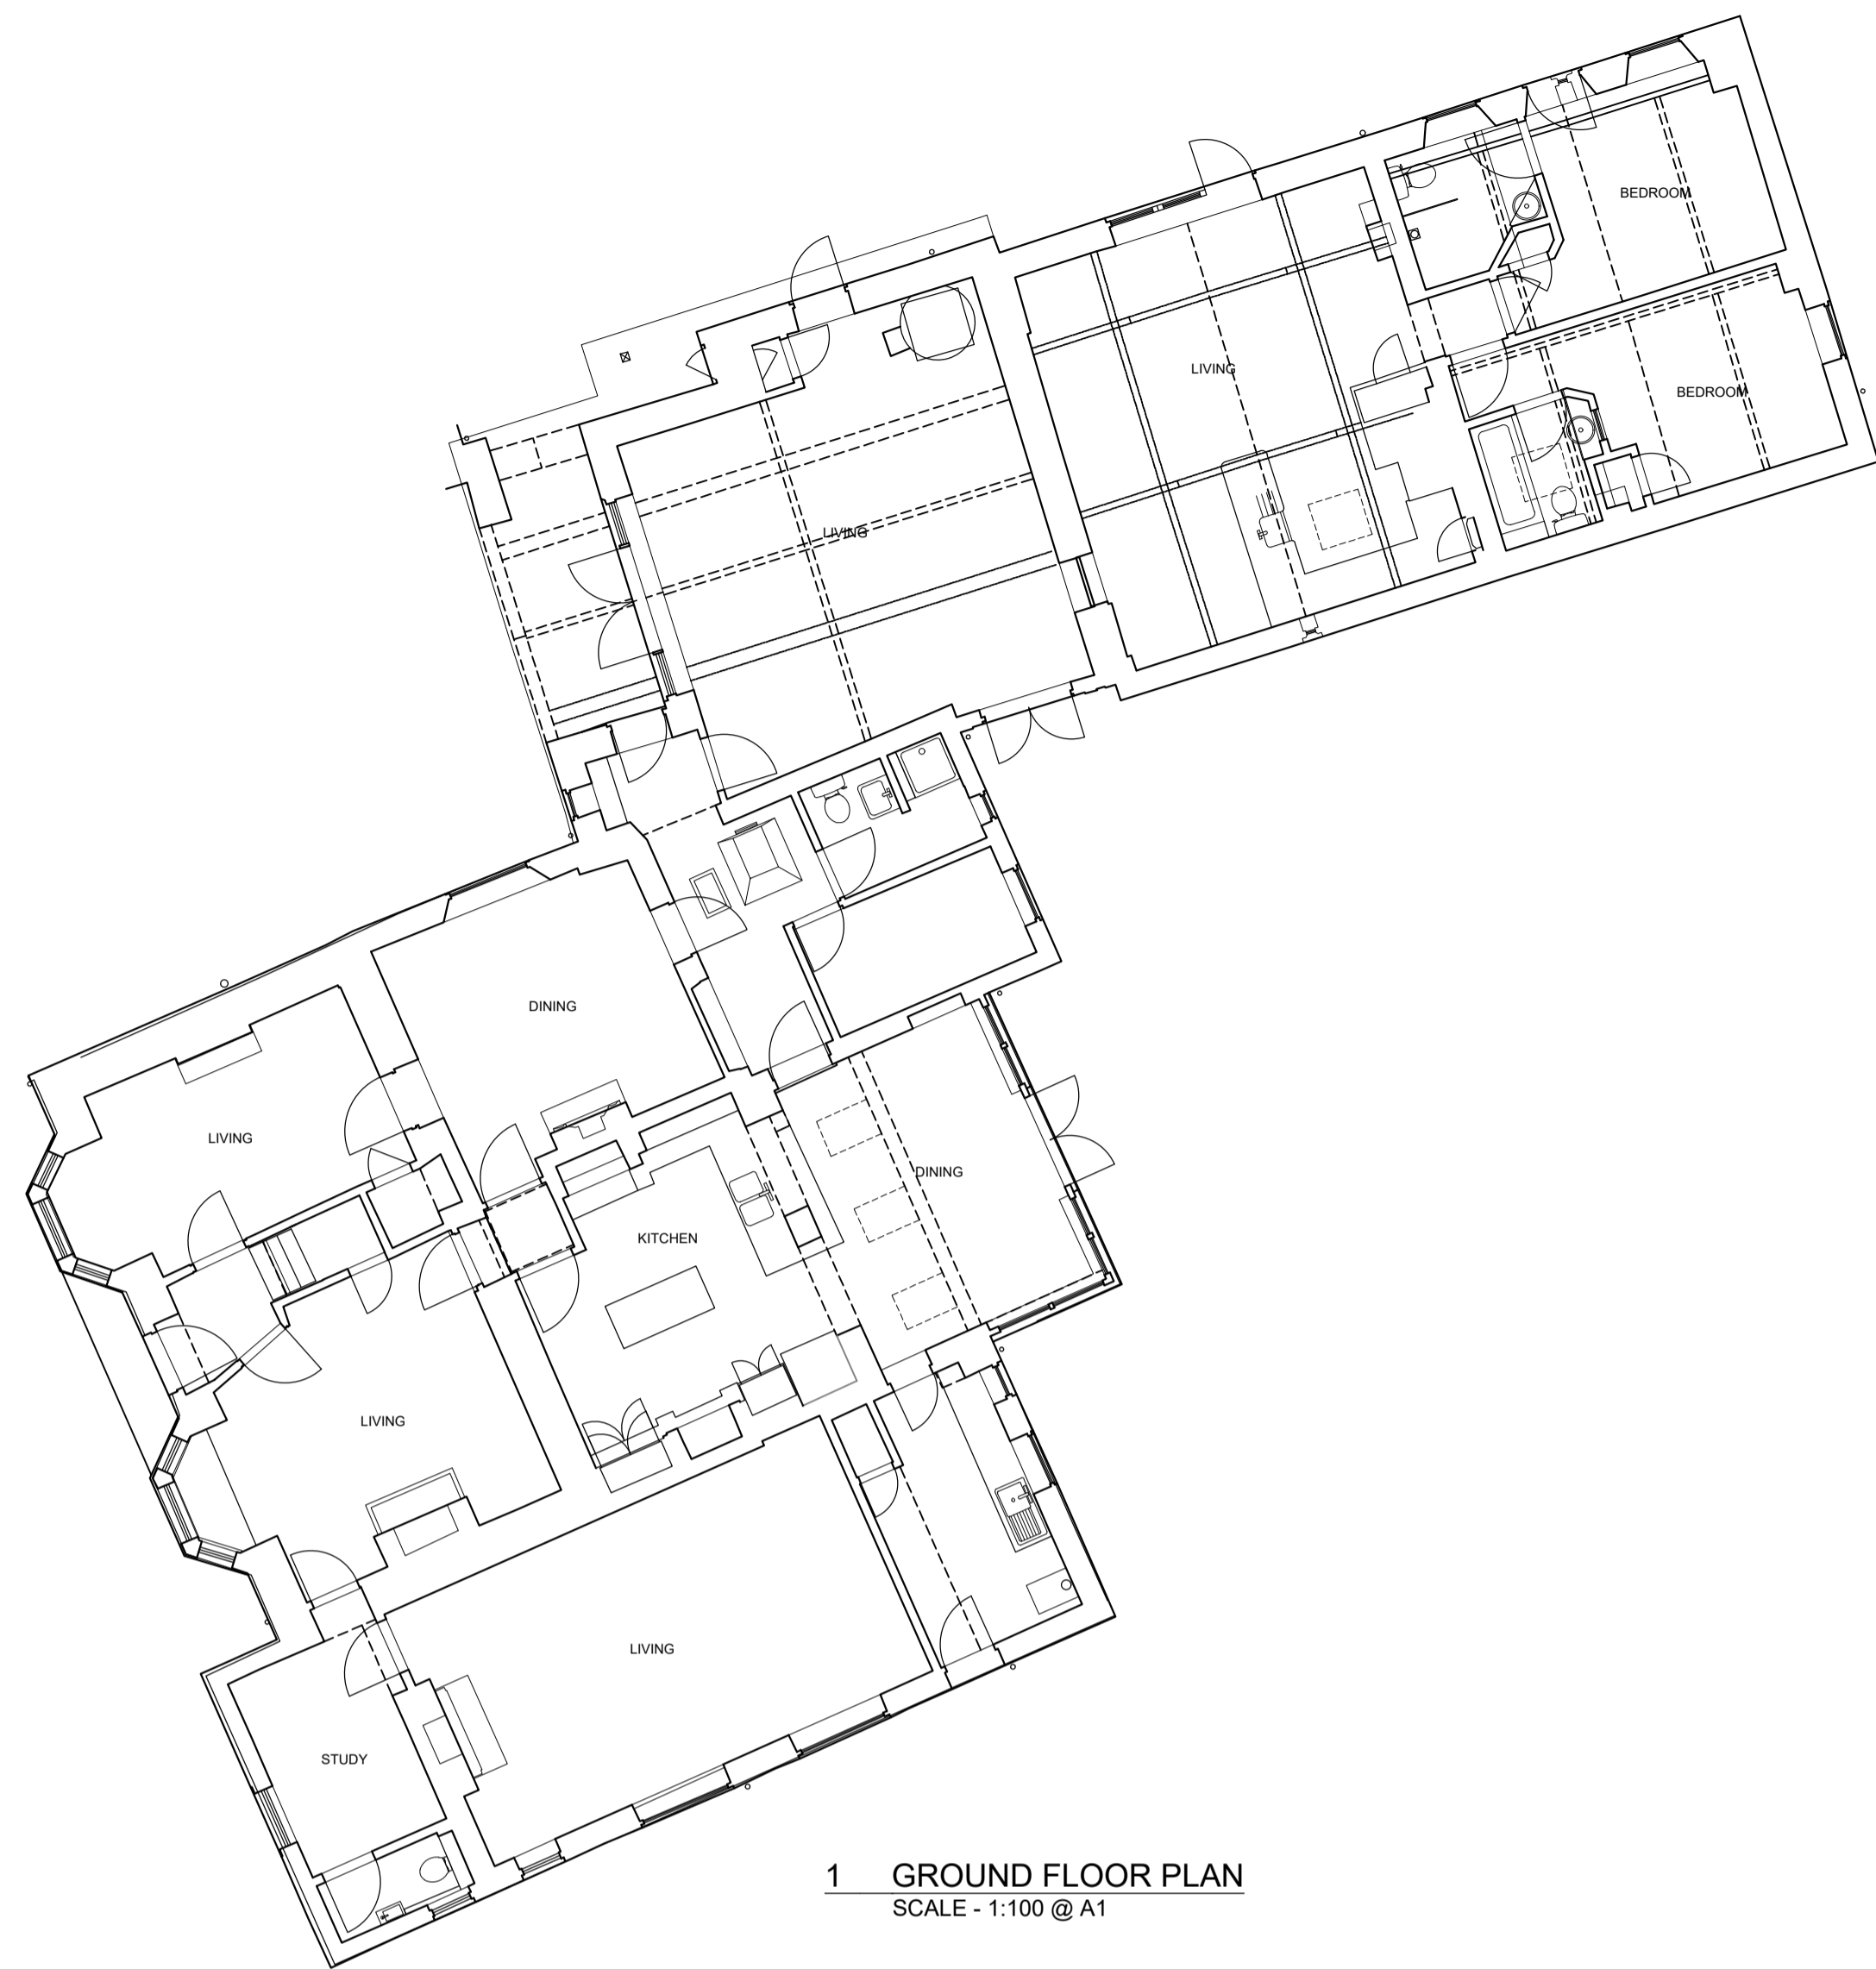 BEDROOM
LIVING
BEDROOM
LIVING
DINING
LIVING
DINING
KITCHEN
LIVING
LIVING
STUDY
1 GROUND FLOOR PLAN
SCALE - 1:100 @ A1